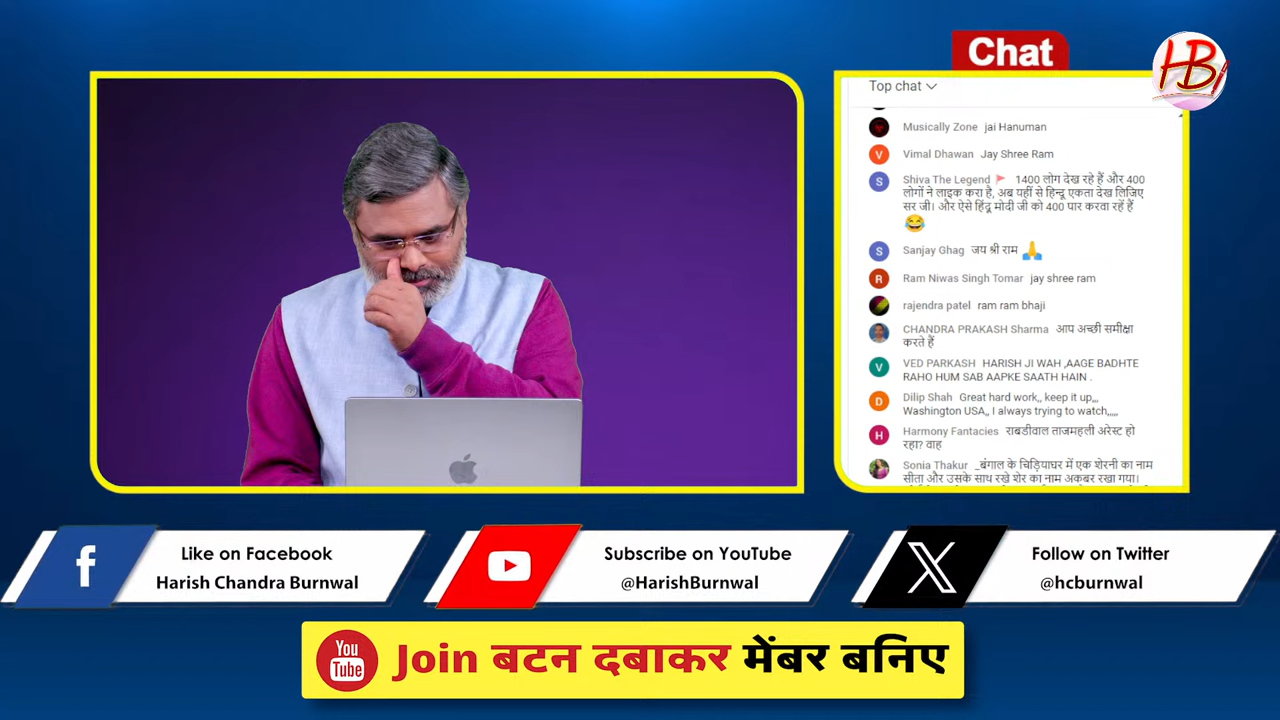 Chat
HB
Top chat
Musically Zone jai Hanuman
Vimal Dhawan Jay Shree Ram
Shiva The Legend 🚩 1400 लोग देख रहे हैं और 400
लोगों ने लाइक करा है, अब यहीं से हिन्दू एकता देख लिजिए
सर जी। और ऐसे हिंदू मोदी जी को 400 पार करवा रहें हैं
😂
Sanjay Ghag जय श्री राम 🙏
Ram Niwas Singh Tomar jay shree ram
rajendra patel ram ram bhaji
CHANDRA PRAKASH Sharma आप अच्छी समीक्षा
करते हैं
VED PARKASH HARISH JI WAH ,AAGE BADHTE
RAHO HUM SAB AAPKE SAATH HAIN .
Dilip Shah Great hard work,, keep it up,,,
Washington USA,, I always trying to watch,,,,,
Harmony Fantacies राबडीवाल ताजमहली अरेस्ट हो
रहा? वाह
Sonia Thakur _बंगाल के चिड़ियाघर में एक शेरनी का नाम
सीता और उसके साथ रखे शेर का नाम अकबर रखा गया।
Like on Facebook
Harish Chandra Burnwal
Subscribe on YouTube
@HarishBurnwal
Follow on Twitter
@hcburnwal
You
Tube
Join बटन दबाकर मेंबर बनिए